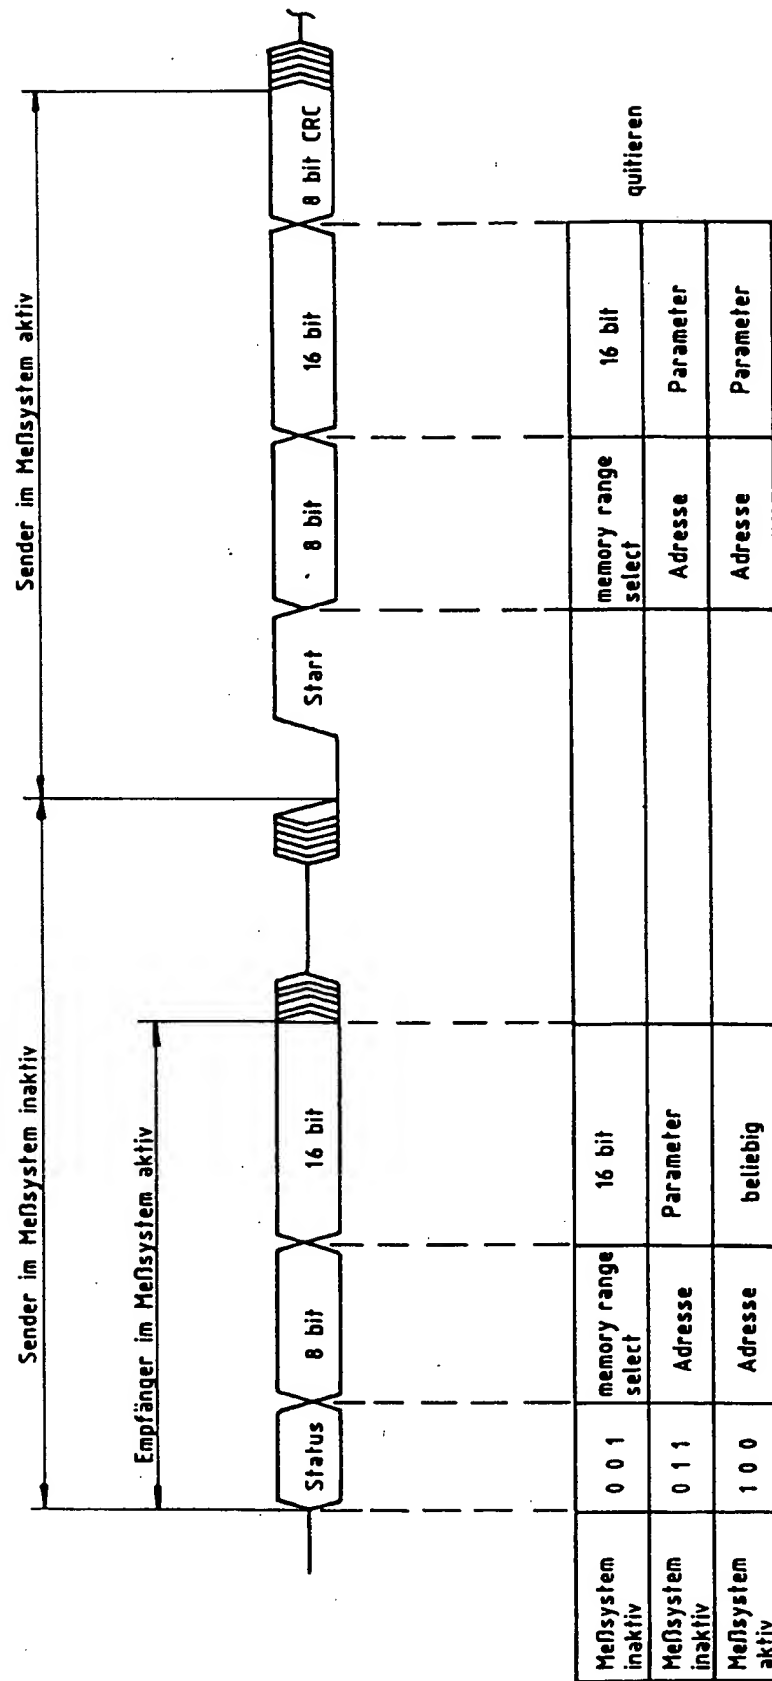 Sender im Meßsystem inaktiv
Sender im Meßsystem aktiv
Empfänger im Meßsystem aktiv
Status
8 bit
16 bit
Start
8 bit
16 bit
8 bit CRC
Meßsystem
inaktiv
0 0 1
memory range
select
16 bit
memory range
select
16 bit
quitieren
Meßsystem
inaktiv
0 1 1
Adresse
Parameter
Adresse
Parameter
Meßsystem
aktiv
1 0 0
Adresse
beliebig
Adresse
Parameter